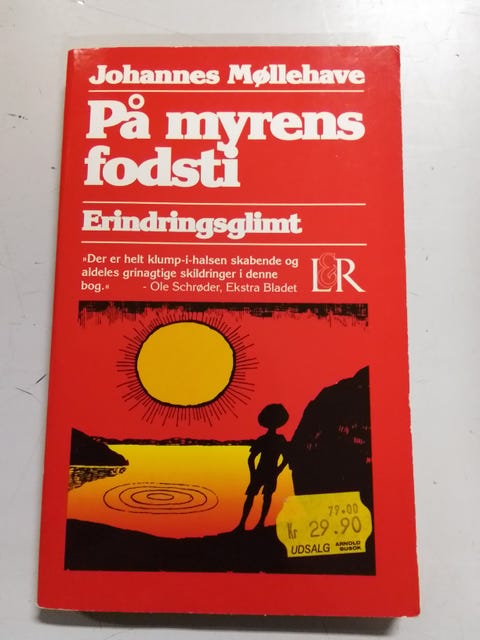 Johannes Møllehave
På myrens
fodsti
Erindringsglimt
»Der er helt klump-i-halsen skabende og
aldeles grinagtige skildringer i denne
bog.« - Ole Schrøder, Ekstra Bladet
L&R
79.00
Kr 29.90
UDSALG ARNOLD
BUSCK